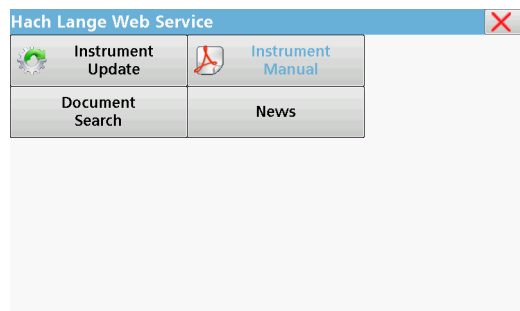 Hach Lange Web Service
Instrument
Update
Instrument
Manual
Document
Search
News